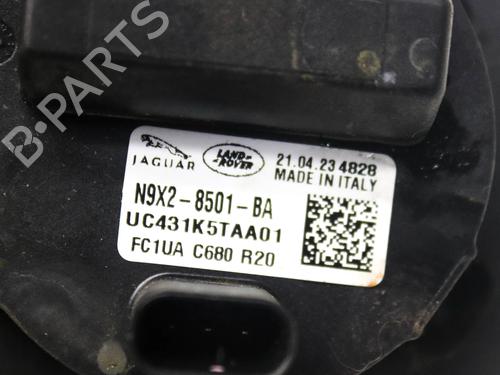 B-PARTS
JAGUAR
LAND ROVER
21.04.23 4828
MADE IN ITALY
N9X2-8501-BA
UC431K5TAA01
FC1UA C680 R20